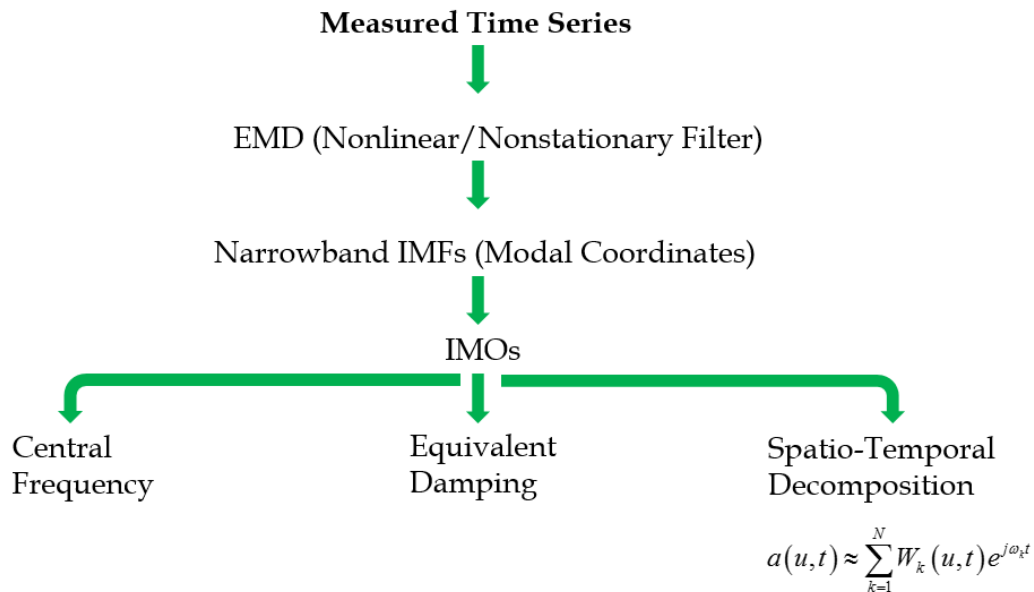 Measured Time Series
EMD (Nonlinear/Nonstationary Filter)
Narrowband IMFs (Modal Coordinates)
IMOs
Central
Frequency
Equivalent
Damping
Spatio-Temporal
Decomposition
a(u,t) ≈ ∑_{k=1}^{N} W_k(u,t)e^{jω_k t}